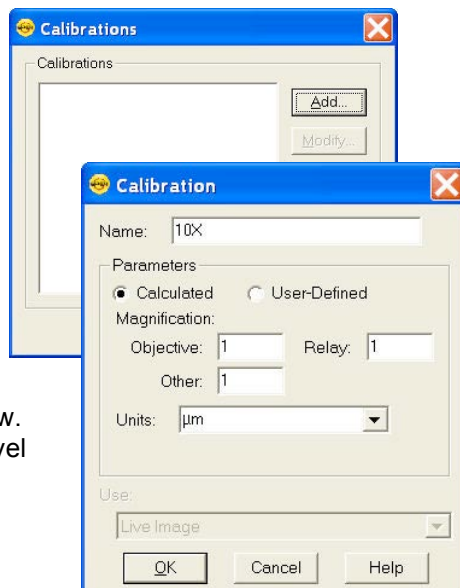 Calibrations
Calibrations
Add...
Modify...
Calibration
Name: 10X
Parameters
Calculated User-Defined
Magnification:
Objective: 1 Relay: 1
Other: 1
Units: µm
Use:
Live Image
OK Cancel Help
w.
vel